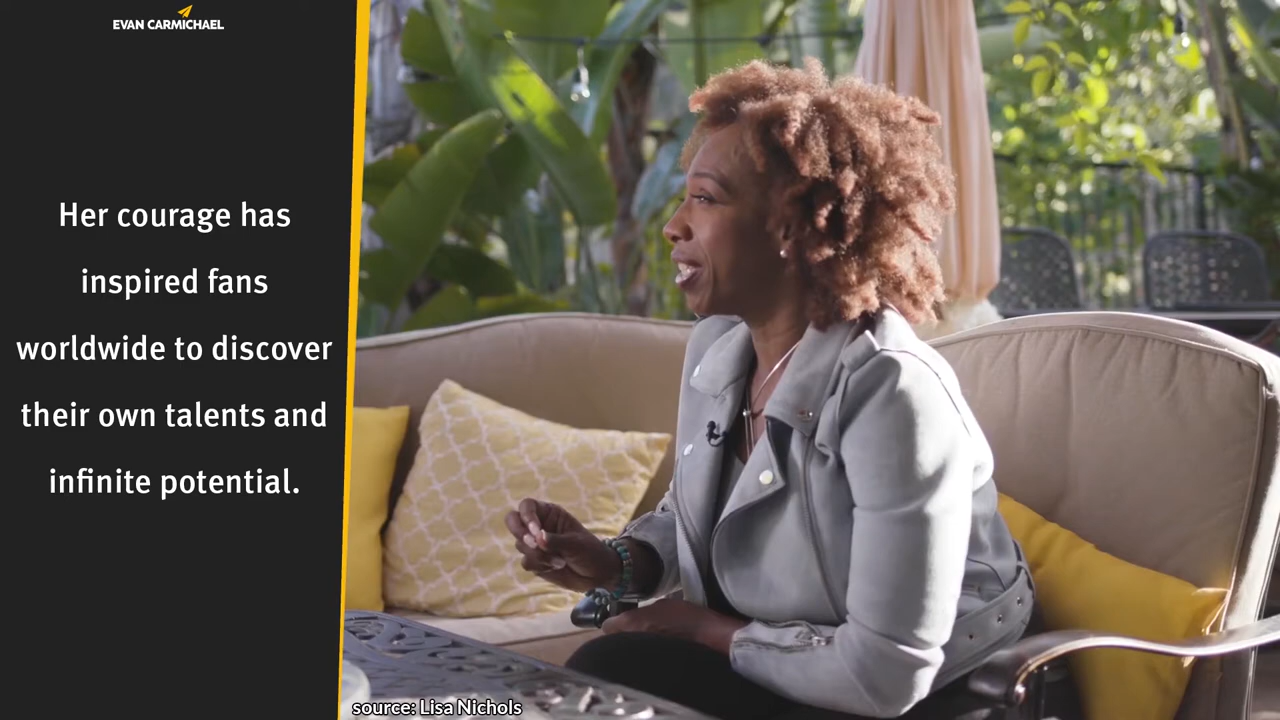 EVAN CARMICHAEL
Her courage has
inspired fans
worldwide to discover
their own talents and
infinite potential.
source: Lisa Nichols